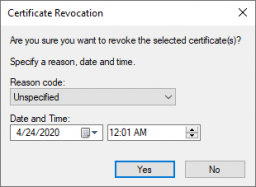 Certificate Revocation
Are you sure you want to revoke the selected certificate(s)?
Specify a reason, date and time.
Reason code:
Unspecified
Date and Time:
4/24/2020 12:01 AM
Yes No